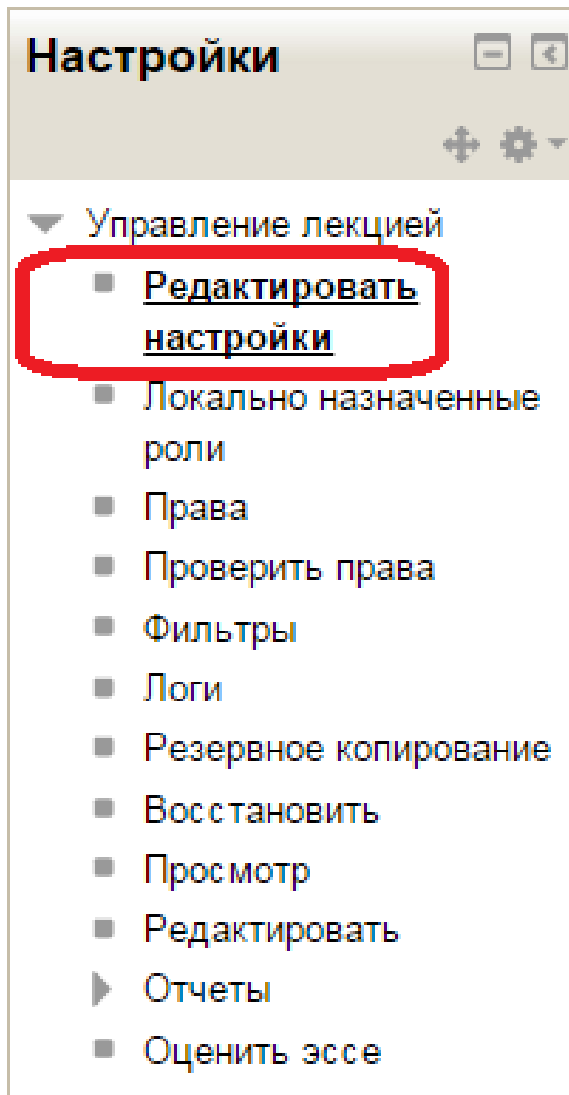 Настройки
Управление лекцией
Редактировать
настройки
Локально назначенные
роли
Права
Проверить права
Фильтры
Логи
Резервное копирование
Восстановить
Просмотр
Редактировать
Отчеты
Оценить эссе